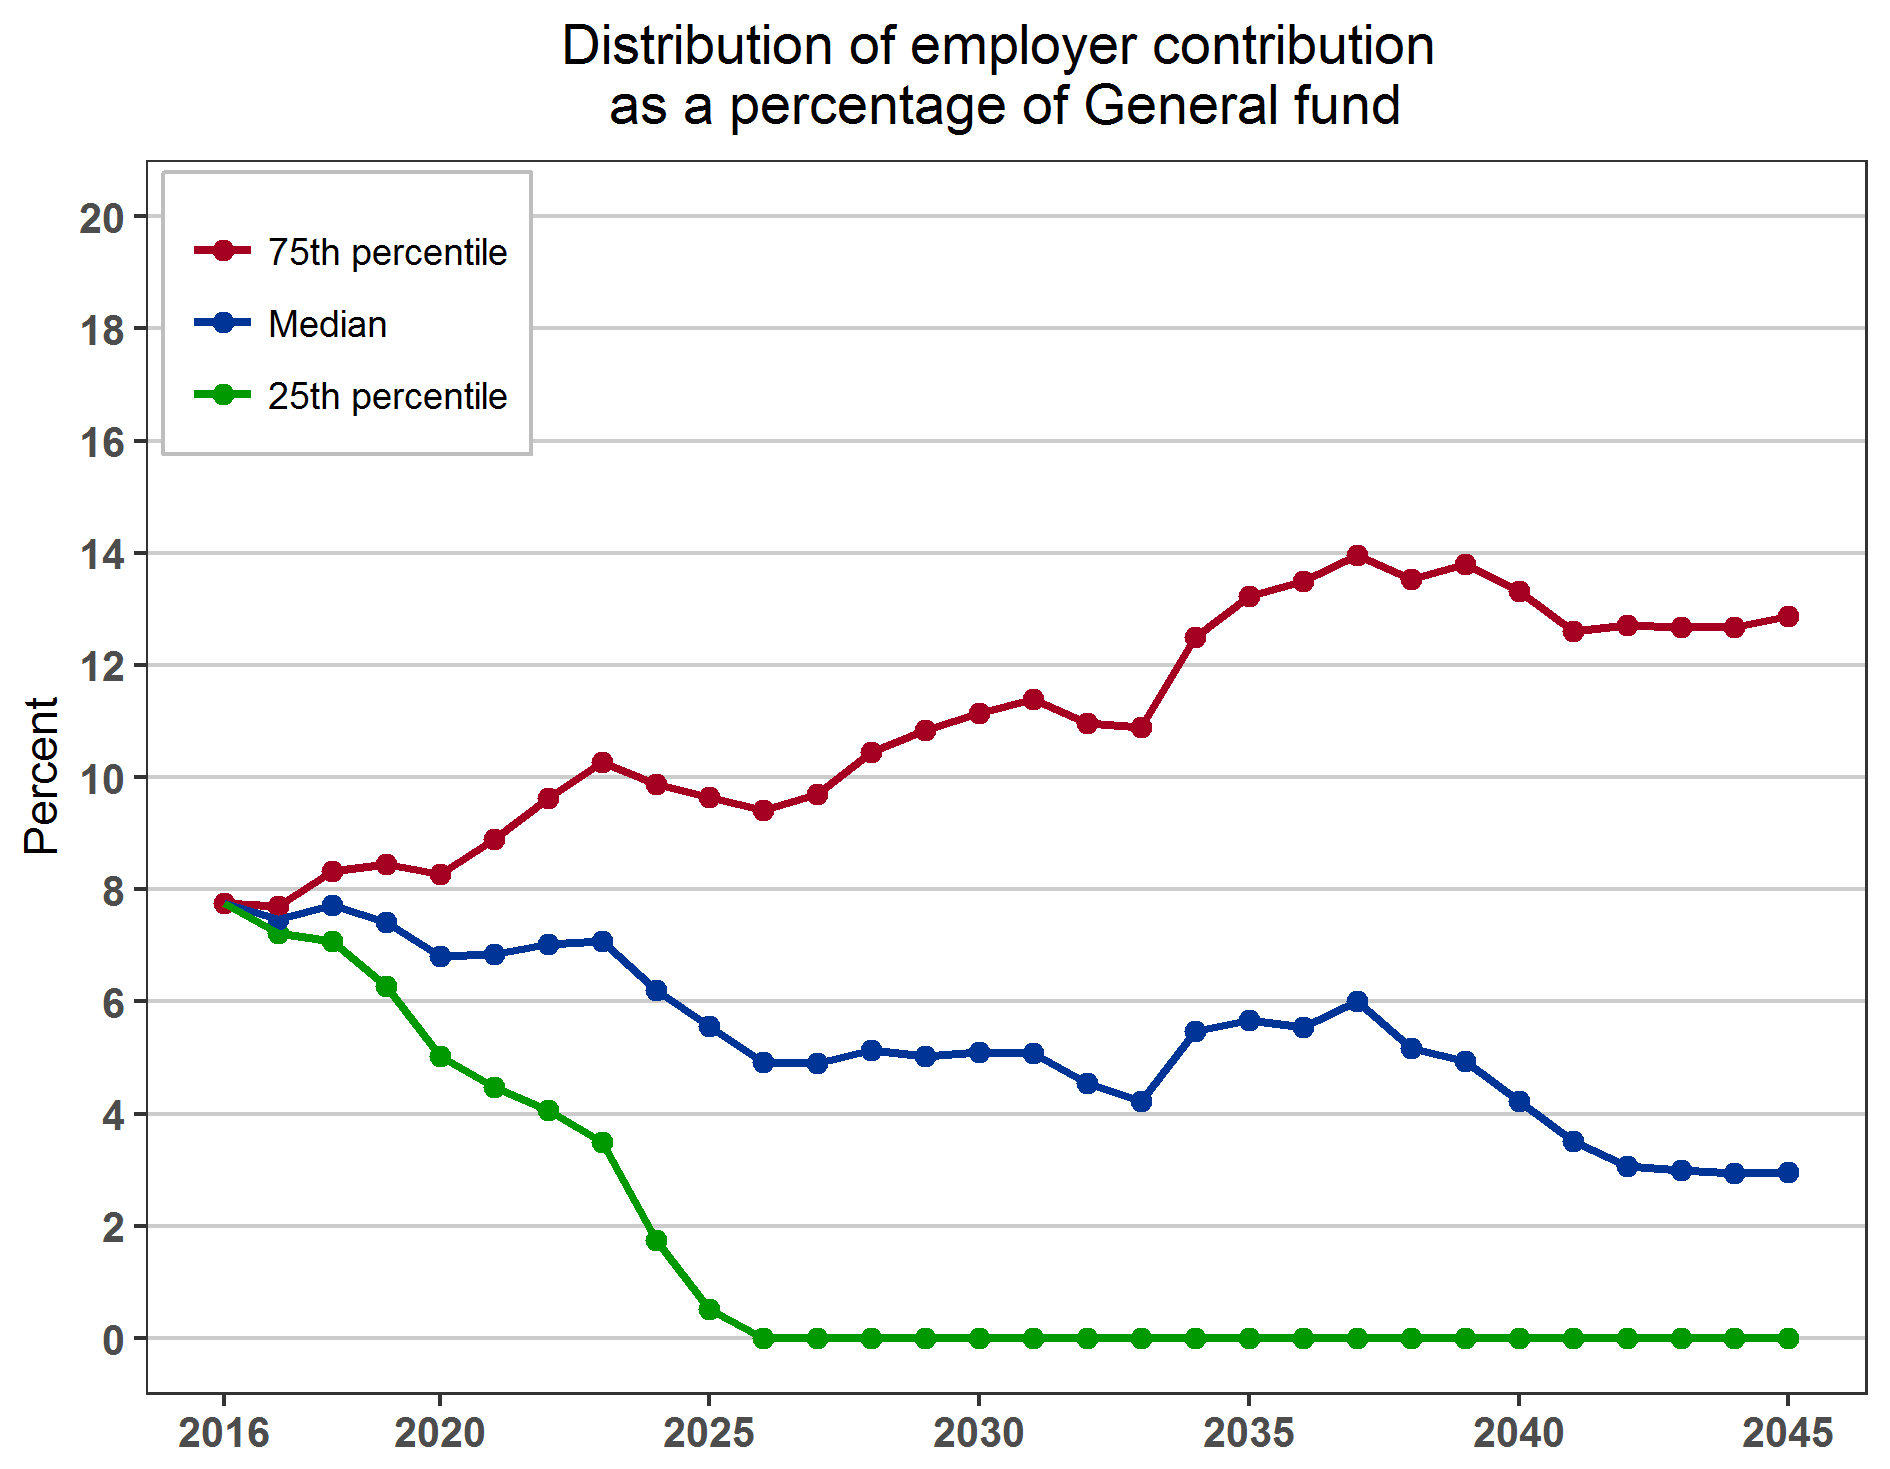 Distribution of employer contribution
as a percentage of General fund
75th percentile
Median
25th percentile
Percent
20
18
16
14
12
10
8
6
4
2
0
2016 2020 2025 2030 2035 2040 2045